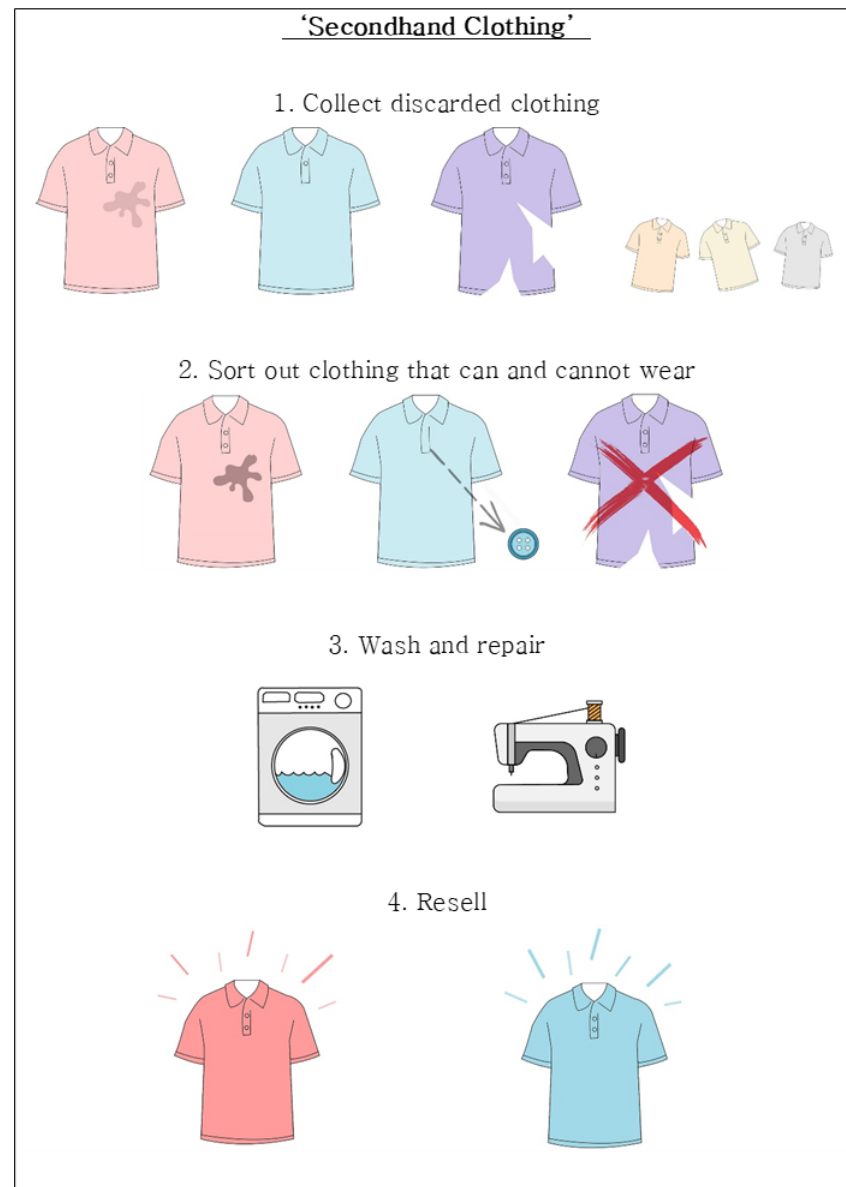 ‘Secondhand Clothing’
1. Collect discarded clothing
2. Sort out clothing that can and cannot wear
3. Wash and repair
4. Resell